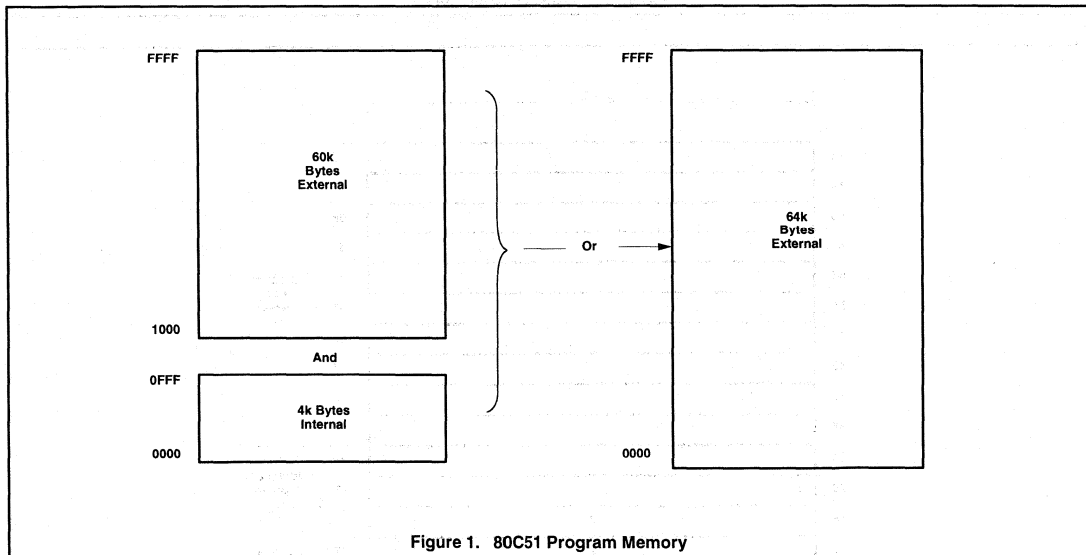 FFFF
60k
Bytes
External
1000
And
0FFF
4k Bytes
Internal
0000
Or
FFFF
64k
Bytes
External
0000
Figure 1. 80C51 Program Memory